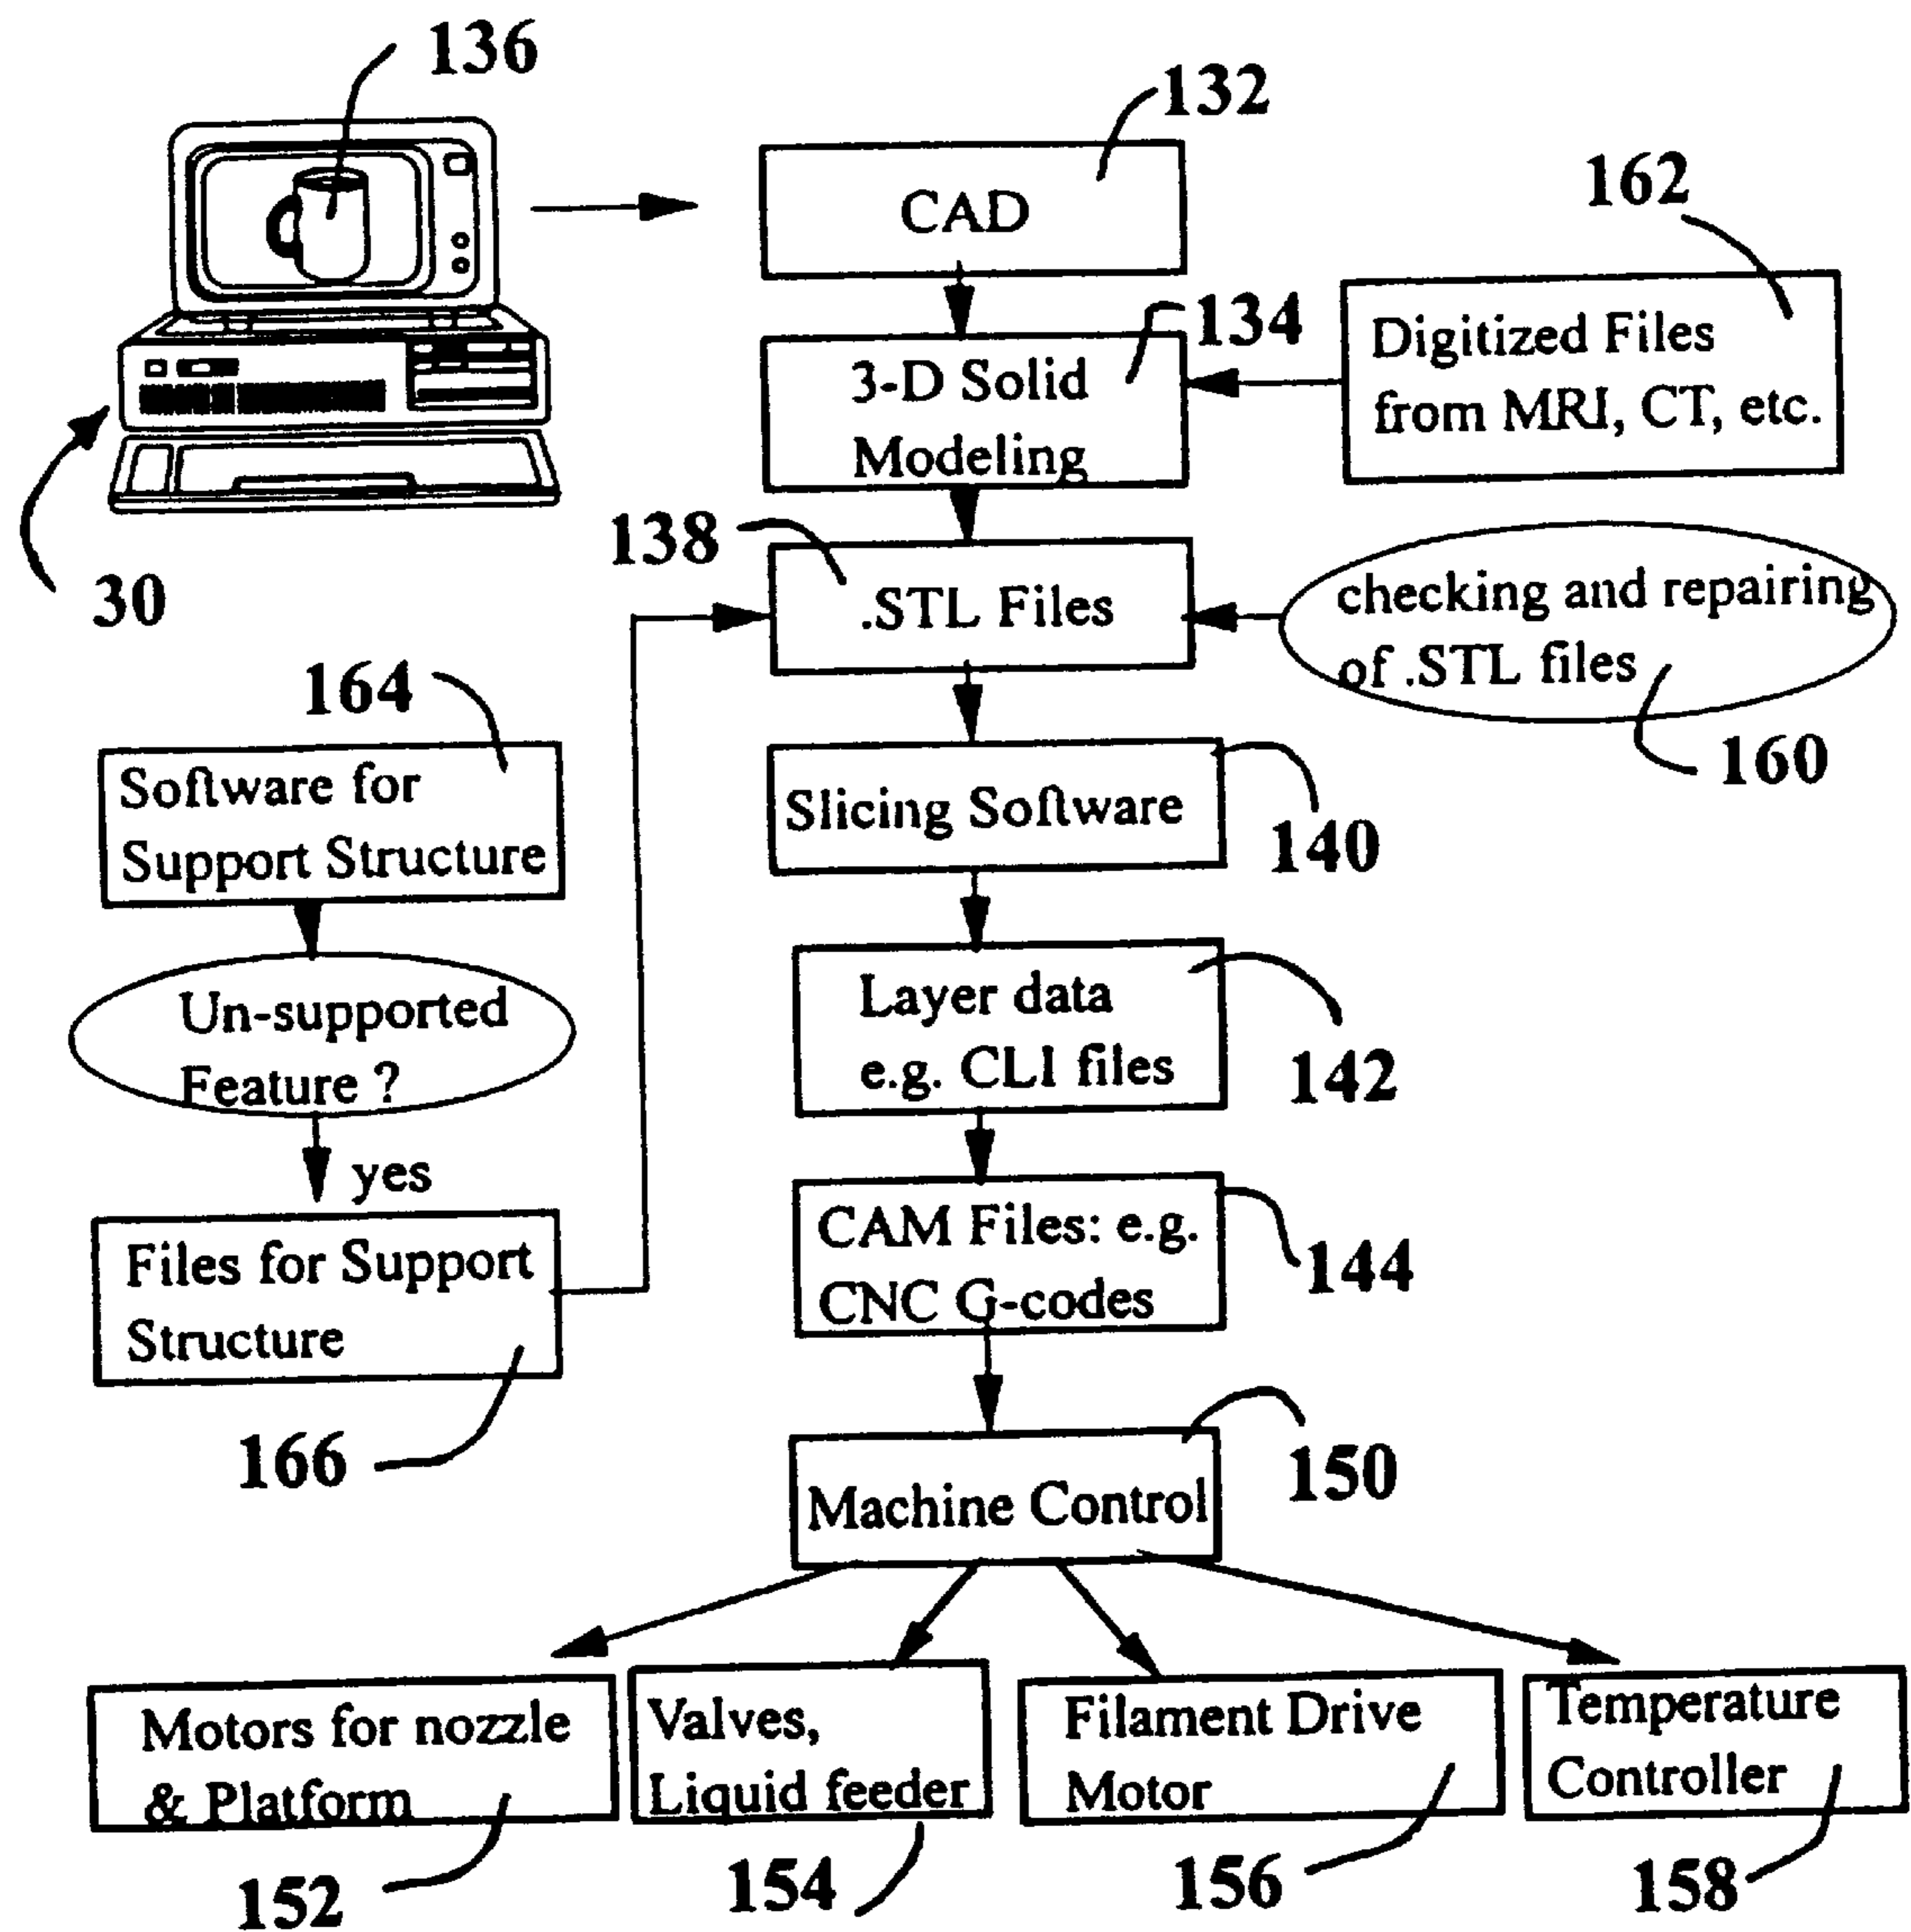 136
132
CAD
162
134
3-D Solid
Modeling
Digitized Files
from MRI, CT, etc.
30
138
.STL Files
checking and repairing
of .STL files
160
164
Software for
Support Structure
Slicing Software
140
Un-supported
Feature ?
yes
Layer data
e.g. CLI files
142
Files for Support
Structure
166
CAM Files: e.g.
CNC G-codes
144
150
Machine Control
Motors for nozzle
& Platform
152
Valves,
Liquid feeder
154
Filament Drive
Motor
156
Temperature
Controller
158